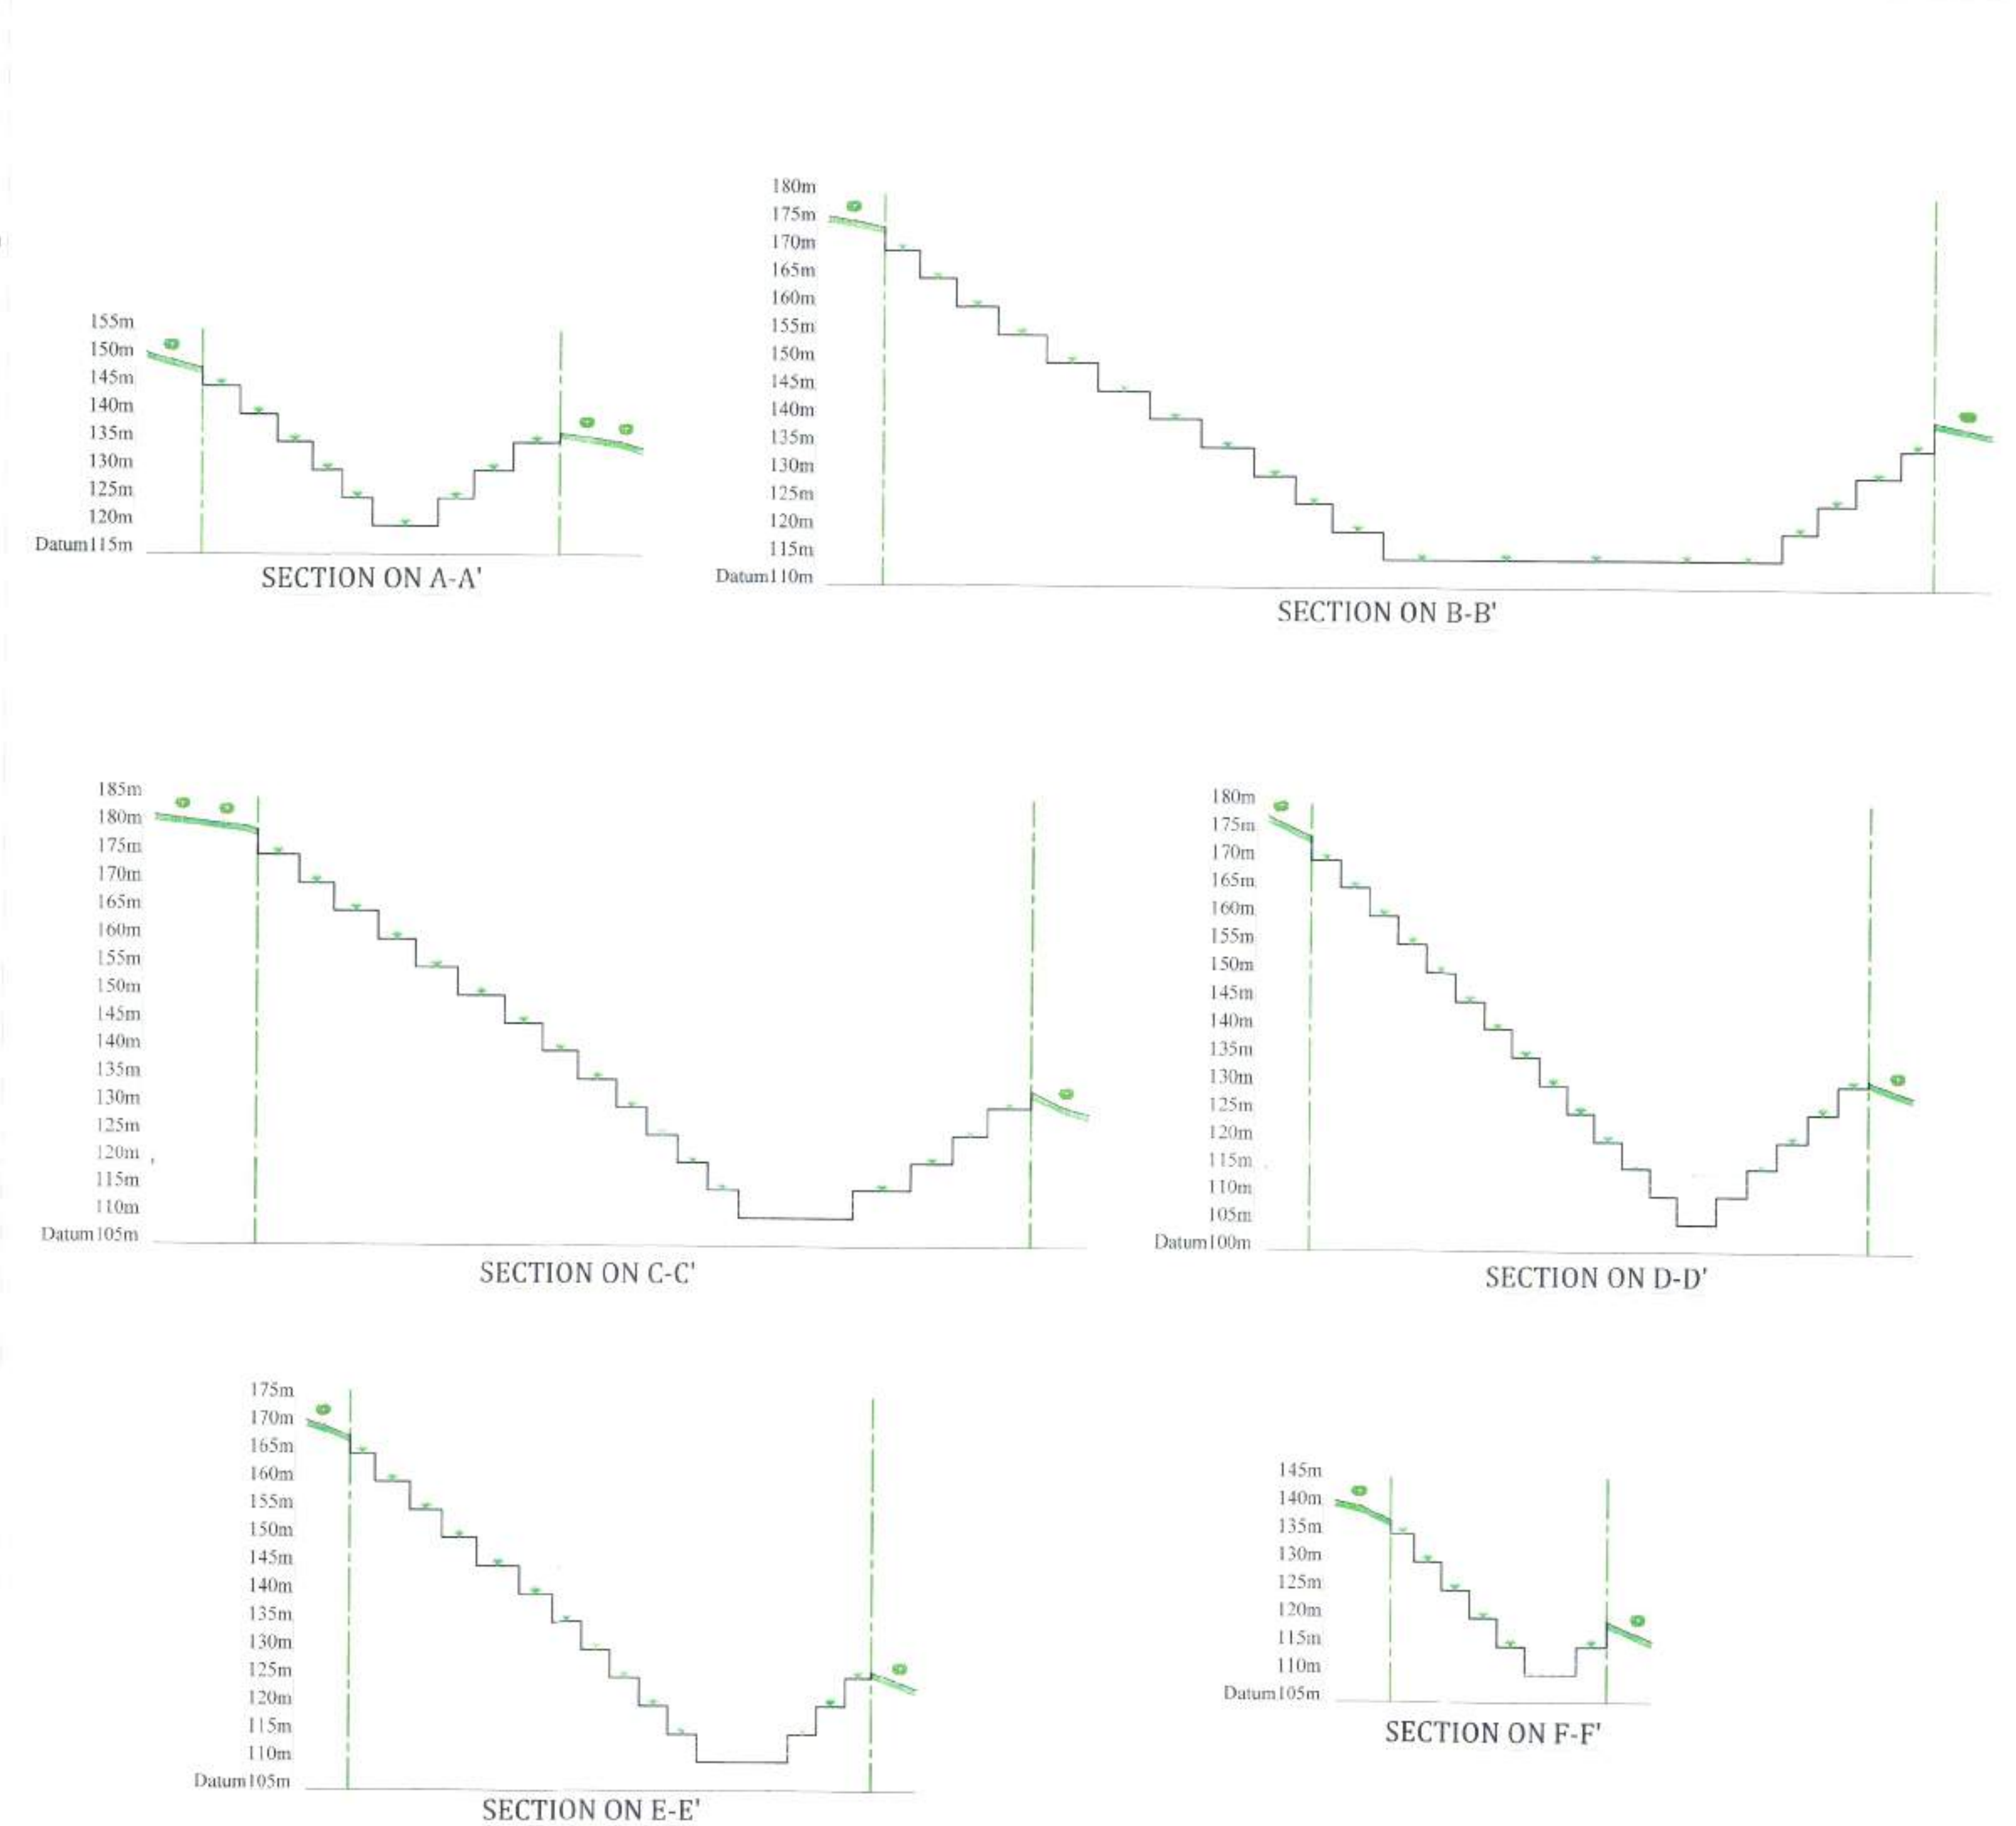 155m
150m
145m
140m
135m
130m
125m
120m
Datum115m
SECTION ON A-A'
180m
175m
170m
165m
160m
155m
150m
145m
140m
135m
130m
125m
120m
115m
Datum110m
SECTION ON B-B'
185m
180m
175m
170m
165m
160m
155m
150m
145m
140m
135m
130m
125m
120m
115m
110m
Datum105m
SECTION ON C-C'
180m
175m
170m
165m
160m
155m
150m
145m
140m
135m
130m
125m
120m
115m
110m
105m
Datum100m
SECTION ON D-D'
175m
170m
165m
160m
155m
150m
145m
140m
135m
130m
125m
120m
115m
110m
Datum105m
SECTION ON E-E'
145m
140m
135m
130m
125m
120m
115m
110m
Datum105m
SECTION ON F-F'